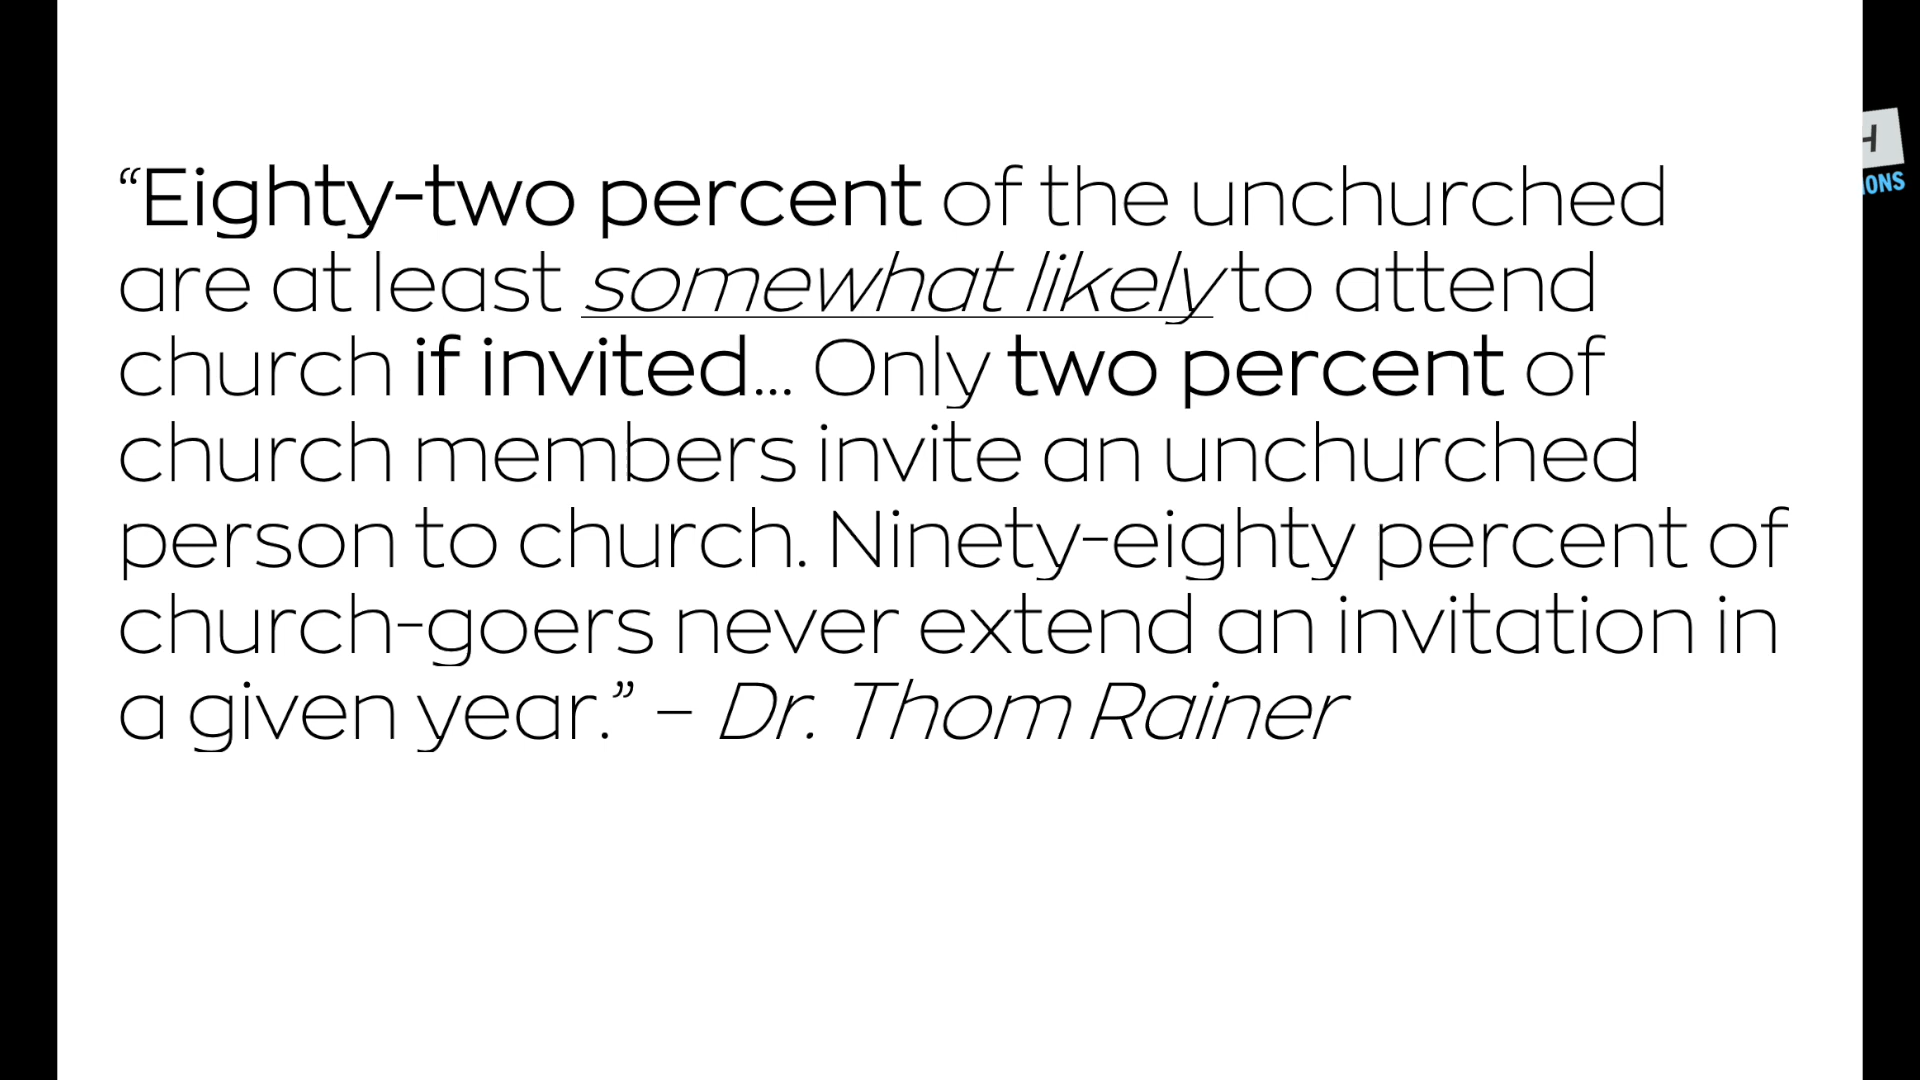 “Eighty-two percent of the unchurched
are at least somewhat likely to attend
church if invited... Only two percent of
church members invite an unchurched
person to church. Ninety-eighty percent of
church-goers never extend an invitation in
a given year.” – Dr. Thom Rainer